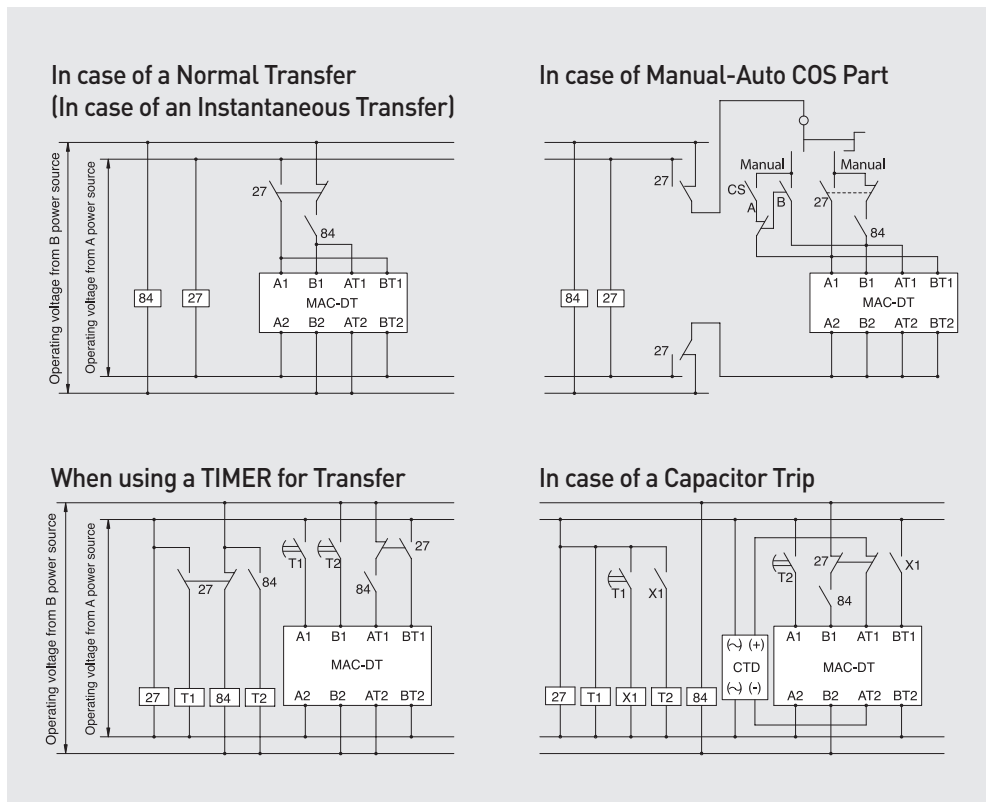 In case of a Normal Transfer
(In case of an Instantaneous Transfer)
Operating voltage from B power source
Operating voltage from A power source
27
84
84
27
A1 B1 AT1 BT1
MAC-DT
A2 B2 AT2 BT2
In case of Manual-Auto COS Part
Manual
Manual
27
CS
A
B
27
84
84
27
A1 B1 AT1 BT1
MAC-DT
A2 B2 AT2 BT2
27
When using a TIMER for Transfer
Operating voltage from B power source
Operating voltage from A power source
27
84
T1
T2
27
84
A1 B1 AT1 BT1
MAC-DT
A2 B2 AT2 BT2
27 T1 84 T2
In case of a Capacitor Trip
T1
X1
T2
27
X1
84
(~) (+)
CTD
(~) (-)
A1 B1 AT1 BT1
MAC-DT
A2 B2 AT2 BT2
27 T1 X1 T2 84